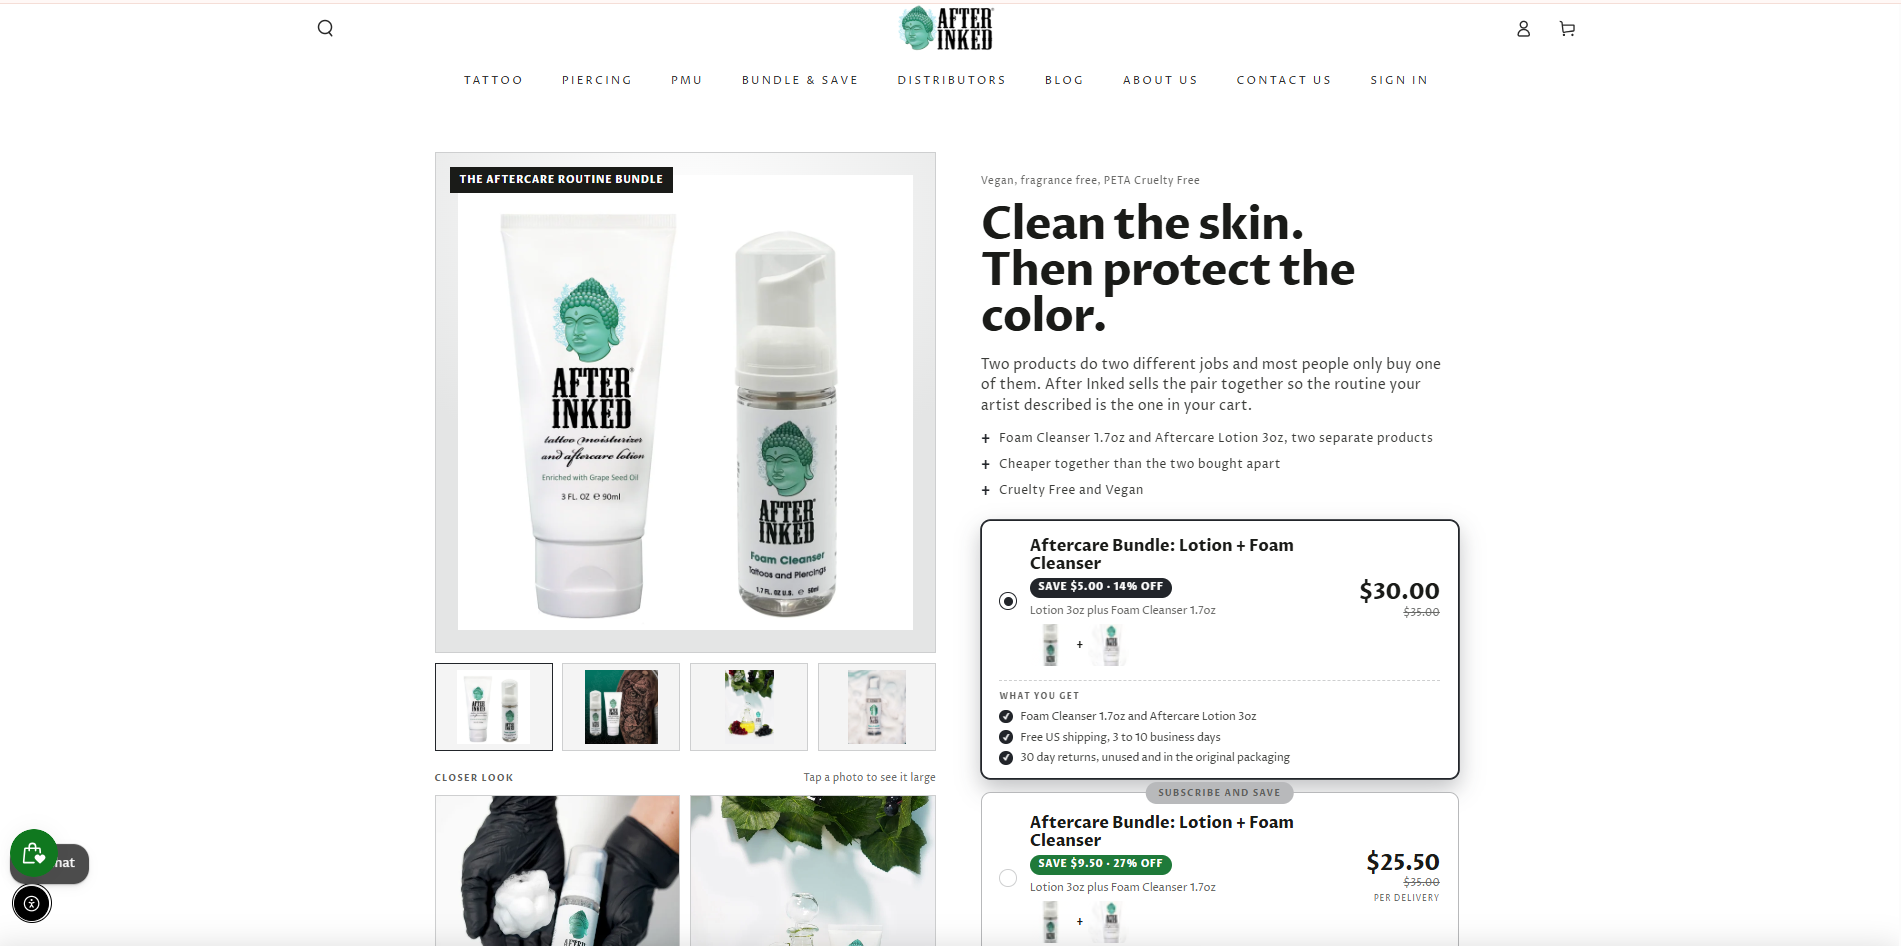 AFTER
INKED
TATTOO PIERCING PMU BUNDLE & SAVE DISTRIBUTORS BLOG ABOUT US CONTACT US SIGN IN
THE AFTERCARE ROUTINE BUNDLE
AFTER
INKED
tattoo moisturizer
and aftercare lotion
Enriched with Grape Seed Oil
3 FL. OZ ℮ 90ml
AFTER
INKED
Foam Cleanser
Tattoos and Piercings
1.7 FL. OZ U.S. ℮ 50ml
CLOSER LOOK
Tap a photo to see it large
Vegan, fragrance free, PETA Cruelty Free
Clean the skin.
Then protect the
color.
Two products do two different jobs and most people only buy one
of them. After Inked sells the pair together so the routine your
artist described is the one in your cart.
+ Foam Cleanser 1.7oz and Aftercare Lotion 3oz, two separate products
+ Cheaper together than the two bought apart
+ Cruelty Free and Vegan
Aftercare Bundle: Lotion + Foam
Cleanser
SAVE $5.00 · 14% OFF
Lotion 3oz plus Foam Cleanser 1.7oz
$30.00
$35.00
+
WHAT YOU GET
Foam Cleanser 1.7oz and Aftercare Lotion 3oz
Free US shipping, 3 to 10 business days
30 day returns, unused and in the original packaging
SUBSCRIBE AND SAVE
Aftercare Bundle: Lotion + Foam
Cleanser
SAVE $9.50 · 27% OFF
Lotion 3oz plus Foam Cleanser 1.7oz
$25.50
$35.00
PER DELIVERY
+